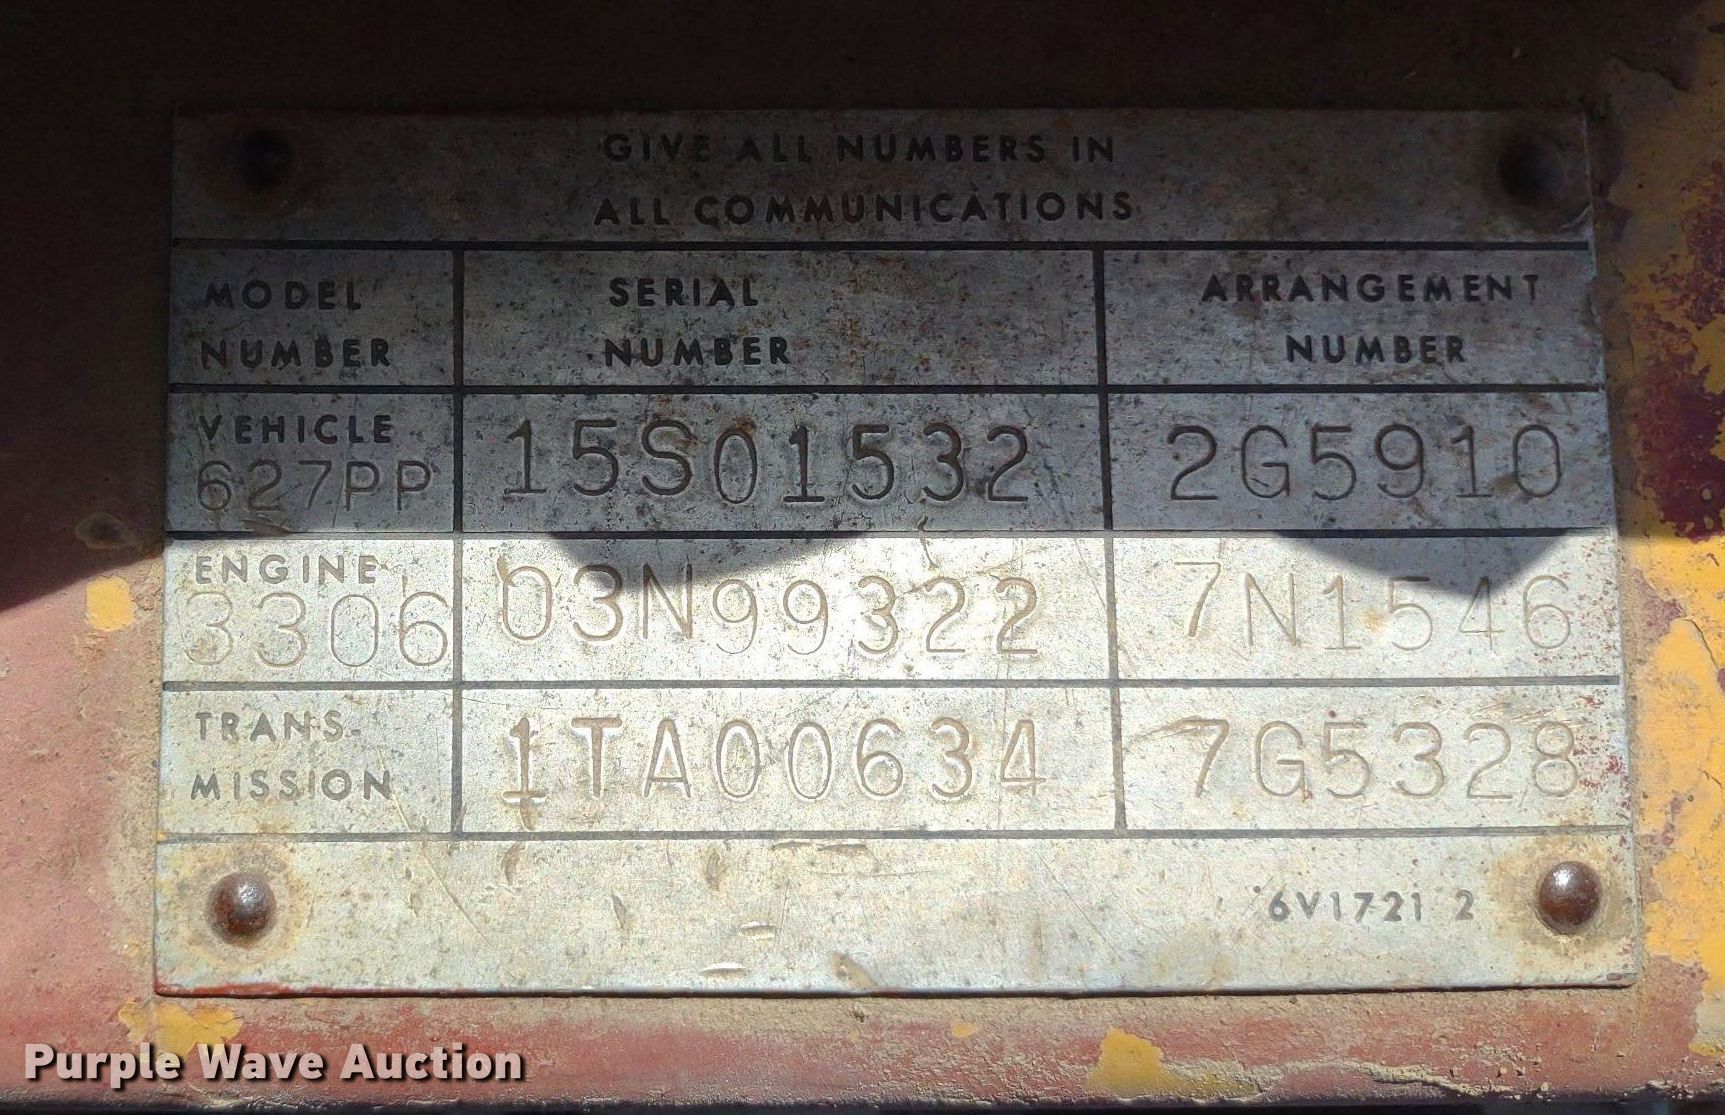 GIVE ALL NUMBERS IN
ALL COMMUNICATIONS
MODEL NUMBER
SERIAL NUMBER
ARRANGEMENT NUMBER
VEHICLE
627PP 15S01532 2G5910
ENGINE
3306 03N99322 7N1546
TRANS-
MISSION 1TA00634 7G5328
6V1721 2
Purple Wave Auction